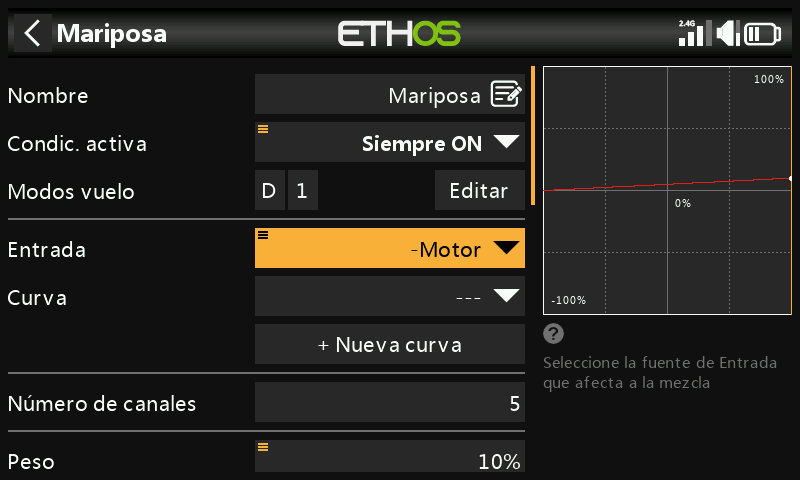 Mariposa
ETHOS
2.4G
Nombre
Mariposa
Condic. activa
Siempre ON
Modos vuelo
D
1
Editar
Entrada
-Motor
Curva
---
+ Nueva curva
Número de canales
5
Peso
10%
100%
0%
-100%
?
Seleccione la fuente de Entrada
que afecta a la mezcla